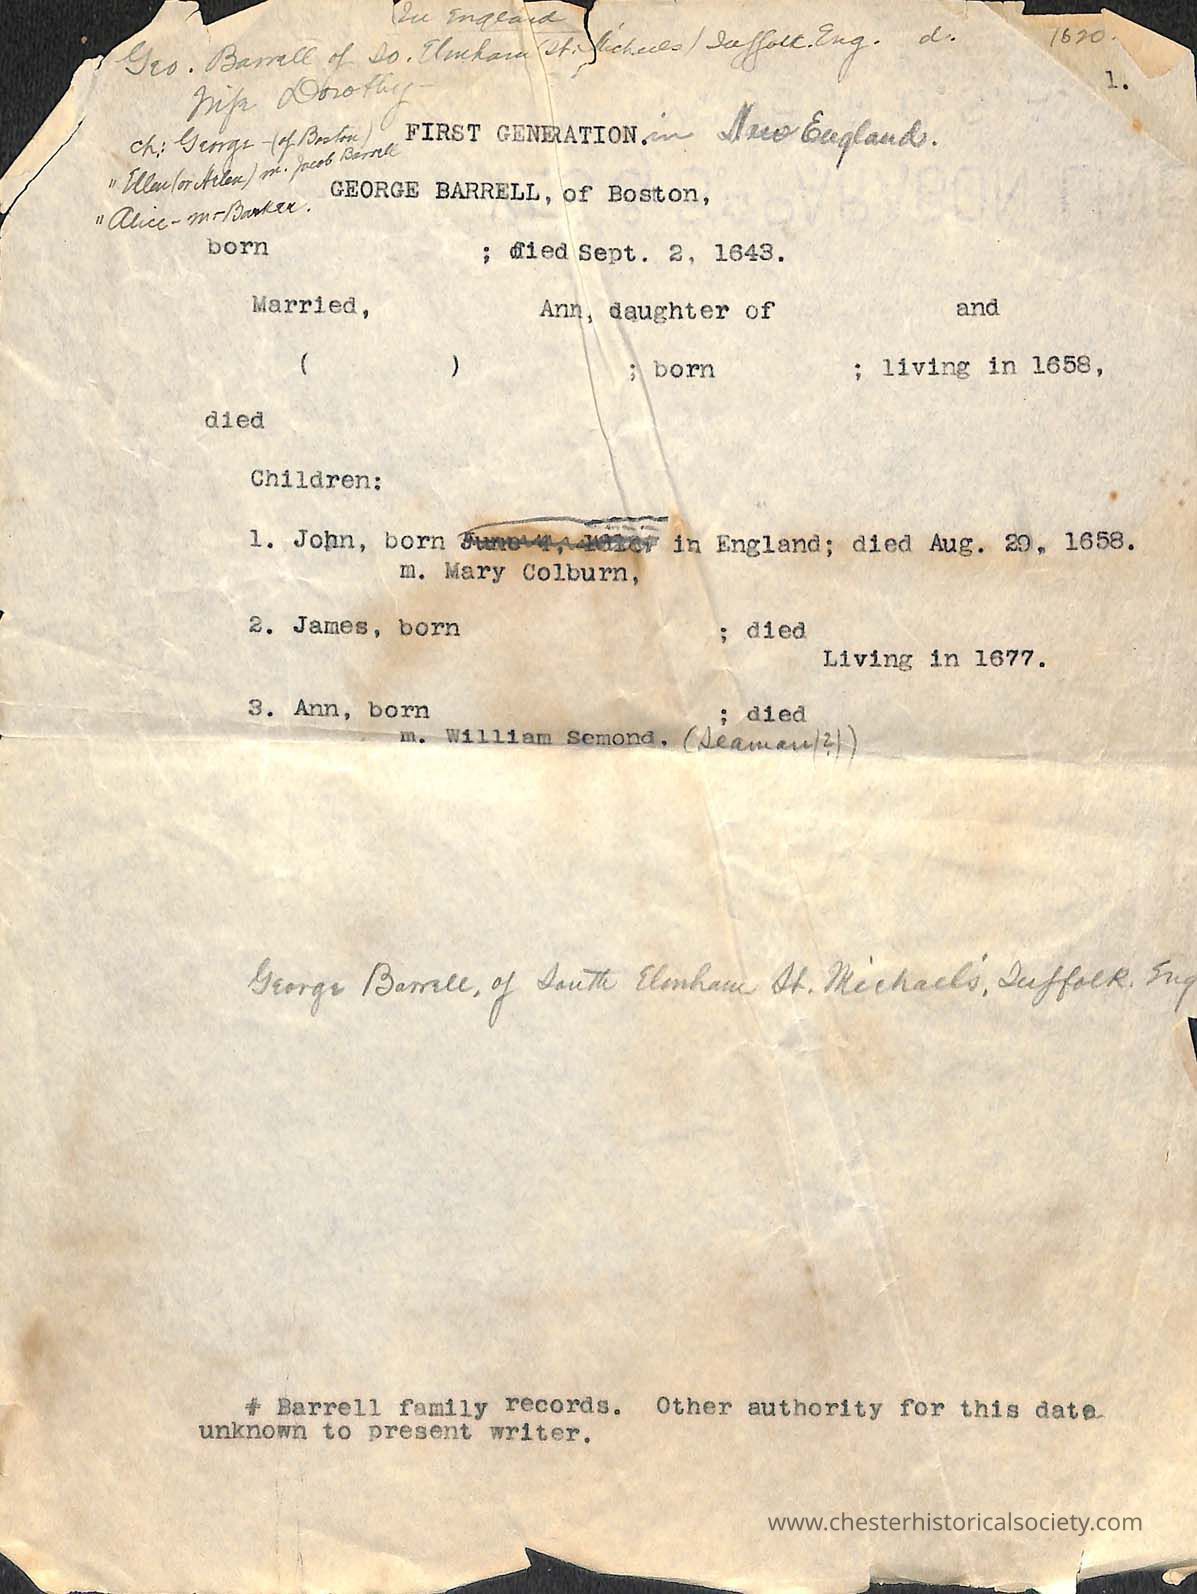 In England
Geo. Barrell of So. Elmham (St. Michaels) Suffolk. Eng. d. 1620.
1.
Wife Dorothy -
ch: George - (of Boston)
" Ellen (or Helen) m. Jacob Barrell
" Alice - m - Barker.
FIRST GENERATION. in New England.
GEORGE BARRELL, of Boston,
born ; died Sept. 2, 1643.
Married, Ann, daughter of and
( ) ; born ; living in 1658,
died
Children:
1. John, born in England; died Aug. 29, 1658.
m. Mary Colburn,
2. James, born ; died
Living in 1677.
3. Ann, born ; died
m. William Semond. (Seaman(?))
George Barrell, of South Elmham St. Michael's, Suffolk. Eng
# Barrell family records. Other authority for this date
unknown to present writer.
www.chesterhistoricalsociety.com